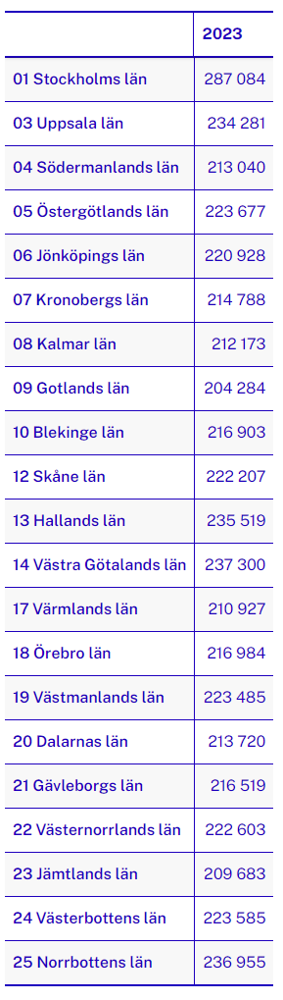 2023
01 Stockholms län 287 084
03 Uppsala län 234 281
04 Södermanlands län 213 040
05 Östergötlands län 223 677
06 Jönköpings län 220 928
07 Kronobergs län 214 788
08 Kalmar län 212 173
09 Gotlands län 204 284
10 Blekinge län 216 903
12 Skåne län 222 207
13 Hallands län 235 519
14 Västra Götalands län 237 300
17 Värmlands län 210 927
18 Örebro län 216 984
19 Västmanlands län 223 485
20 Dalarnas län 213 720
21 Gävleborgs län 216 519
22 Västernorrlands län 222 603
23 Jämtlands län 209 683
24 Västerbottens län 223 585
25 Norrbottens län 236 955